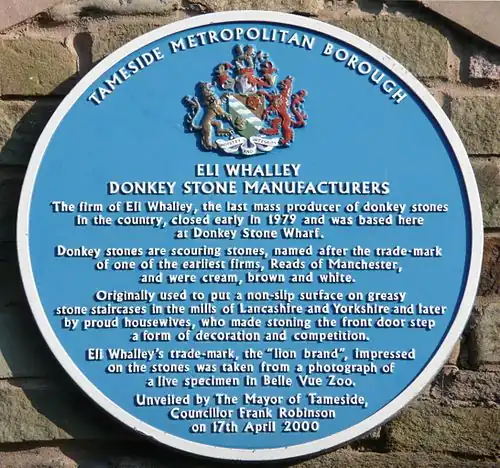 TAMESIDE METROPOLITAN BOROUGH
ELI WHALLEY
DONKEY STONE MANUFACTURERS
The firm of Eli Whalley, the last mass producer of donkey stones
in the country, closed early in 1979 and was based here
at Donkey Stone Wharf.
Donkey stones are scouring stones, named after the trade-mark
of one of the earliest firms, Reads of Manchester,
and were cream, brown and white.
Originally used to put a non-slip surface on greasy
stone staircases in the mills of Lancashire and Yorkshire and later
by proud housewives, who made stoning the front door step
a form of decoration and competition.
Eli Whalley's trade-mark, the "lion brand", impressed
on the stones was taken from a photograph of
a live specimen in Belle Vue Zoo.
Unveiled by The Mayor of Tameside,
Councillor Frank Robinson
on 17th April 2000